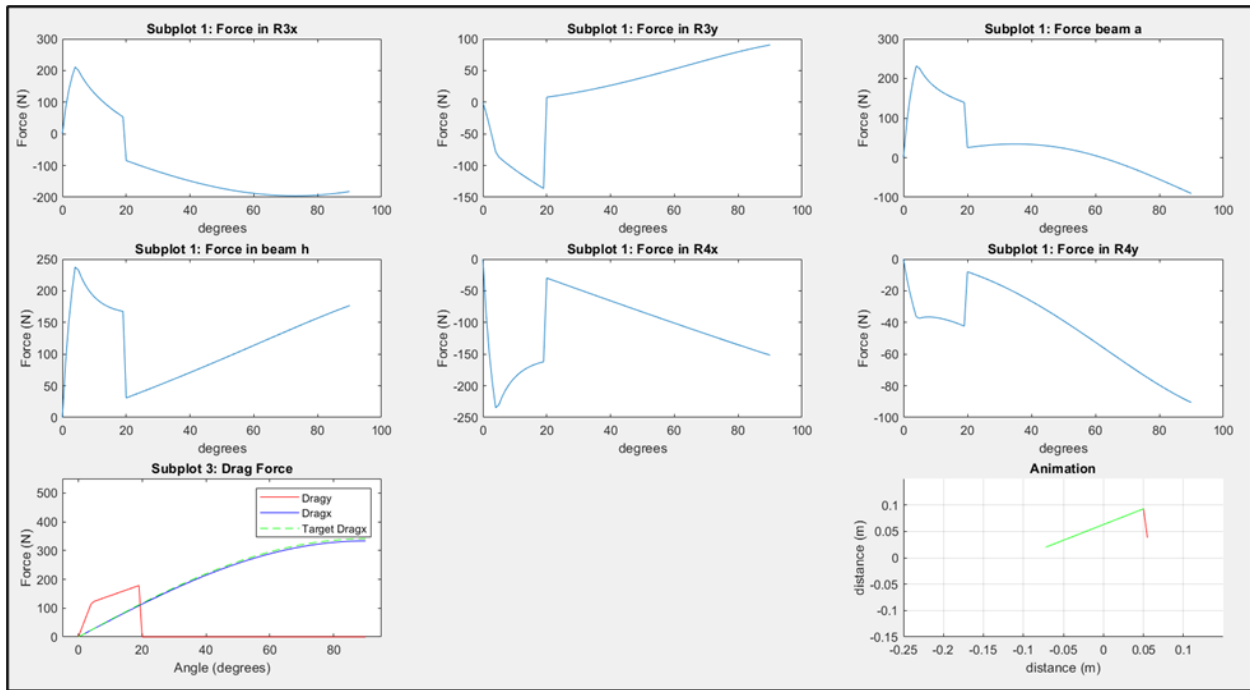 Subplot 1: Force in R3x
300
200
100
0
-100
-200
Force (N)
0 20 40 60 80 100
degrees
Subplot 1: Force in R3y
100
50
0
-50
-100
-150
Force (N)
0 20 40 60 80 100
degrees
Subplot 1: Force beam a
300
200
100
0
-100
Force (N)
0 20 40 60 80 100
degrees
Subplot 1: Force in beam h
250
200
150
100
50
0
Force (N)
0 20 40 60 80 100
degrees
Subplot 1: Force in R4x
0
-50
-100
-150
-200
-250
Force (N)
0 20 40 60 80 100
degrees
Subplot 1: Force in R4y
0
-20
-40
-60
-80
-100
Force (N)
0 20 40 60 80 100
degrees
Subplot 3: Drag Force
500
400
300
200
100
0
Force (N)
Dragy
Dragx
Target Dragx
0 20 40 60 80
Angle (degrees)
Animation
0.1
0.05
0
-0.05
-0.1
-0.15
distance (m)
-0.25 -0.2 -0.15 -0.1 -0.05 0 0.05 0.1
distance (m)